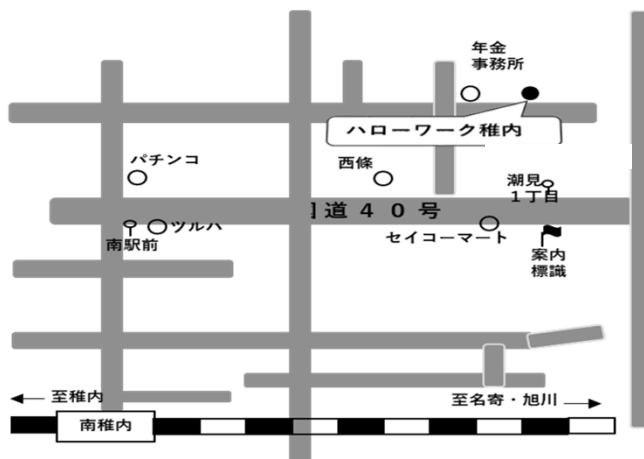 年金
事務所
ハローワーク稚内
パチンコ
西條
潮見
１丁目
道４０号
ツルハ
南駅前
セイコーマート
案内
標識
至稚内
至名寄・旭川
南稚内